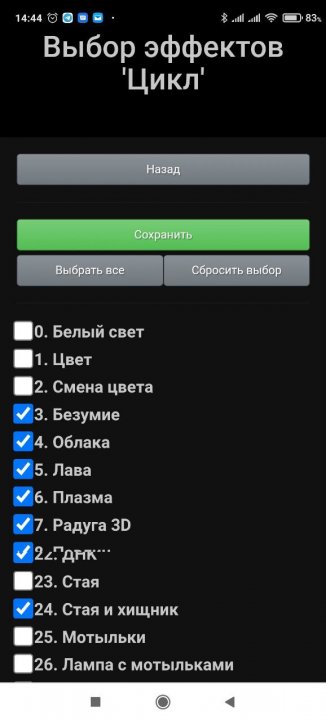 14:44
83%
Выбор эффектов
'Цикл'
Назад
Сохранить
Выбрать все
Сбросить выбор
0. Белый свет
1. Цвет
2. Смена цвета
3. Безумие
4. Облака
5. Лава
6. Плазма
7. Радуга 3D
23. Стая
24. Стая и хищник
25. Мотыльки
26. Лампа с мотыльками